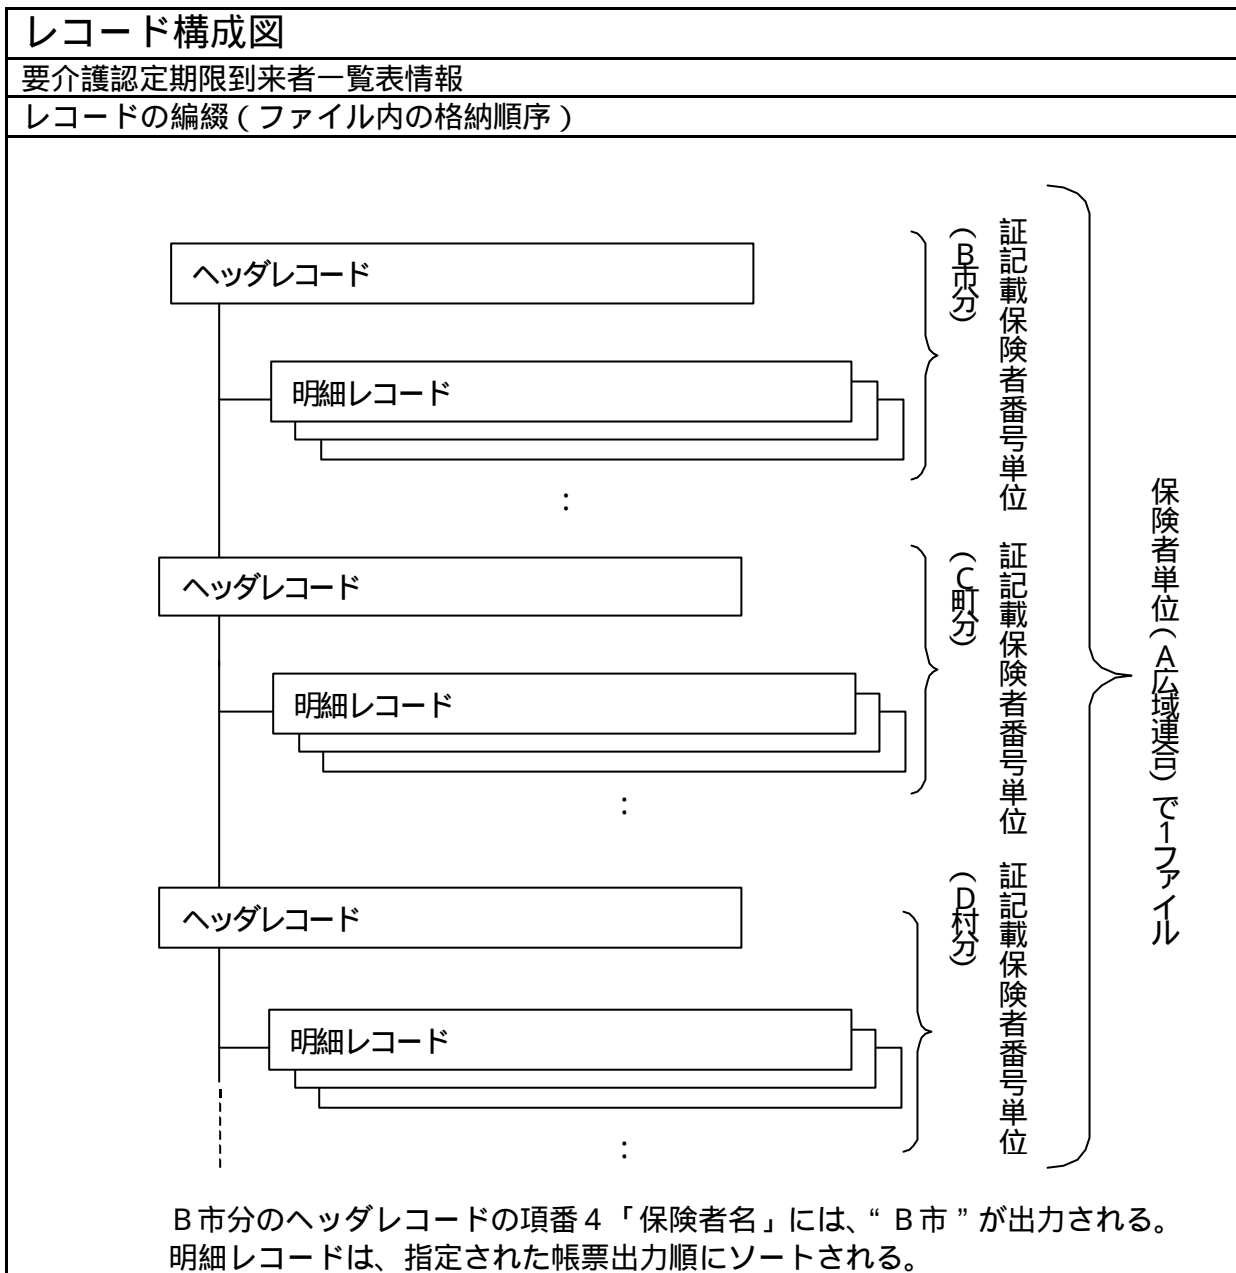 レコード構成図
要介護認定期限到来者一覧表情報
レコードの編綴（ファイル内の格納順序）
ヘッダレコード
明細レコード
：
証記載保険者番号単位
（Ｂ市分）
ヘッダレコード
明細レコード
：
証記載保険者番号単位
（Ｃ町分）
ヘッダレコード
明細レコード
：
証記載保険者番号単位
（Ｄ村分）
保険者単位（Ａ広域連合）で1ファイル
Ｂ市分のヘッダレコードの項番４「保険者名」には、“Ｂ市”が出力される。
明細レコードは、指定された帳票出力順にソートされる。